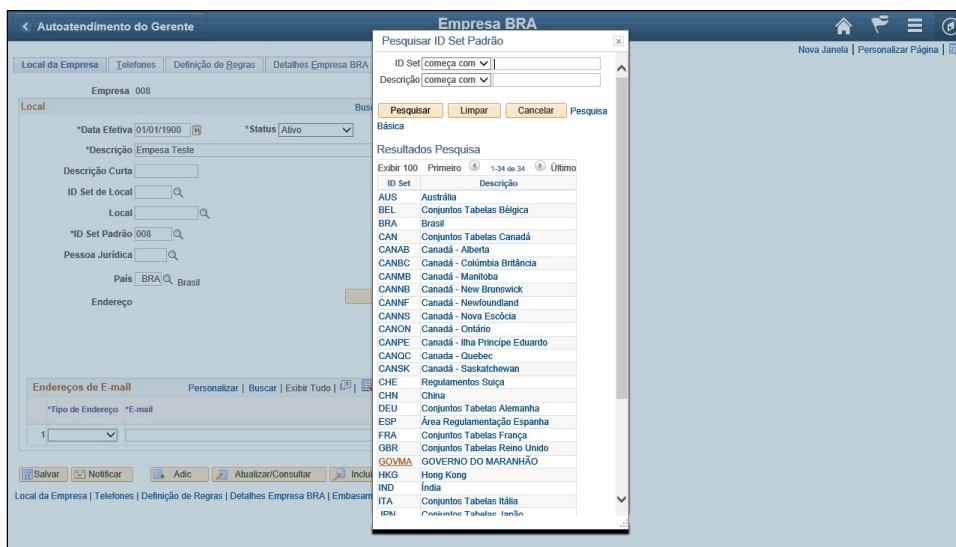 Autoatendimento do Gerente
Empresa BRA
Nova Janela | Personalizar Página |
Local da Empresa Telefones Definição de Regras Detalhes Empresa BRA
Empresa 008
Local
*Data Efetiva 01/01/1900 *Status Ativo
*Descrição Empesa Teste
Descrição Curta
ID Set de Local
Local
*ID Set Padrão 008
Pessoa Jurídica
País BRA Brasil
Endereço
Endereços de E-mail Personalizar | Buscar | Exibir Tudo |
*Tipo de Endereço *E-mail
1
Salvar Notificar Adic Atualizar/Consultar
Local da Empresa | Telefones | Definição de Regras | Detalhes Empresa BRA |
Pesquisar ID Set Padrão
ID Set começa com
Descrição começa com
Pesquisar Limpar Cancelar Pesquisa
Básica
Resultados Pesquisa
Exibir 100 Primeiro 1-34 de 34 Último
ID Set Descrição
AUS Austrália
BEL Conjuntos Tabelas Bélgica
BRA Brasil
CAN Conjuntos Tabelas Canadá
CANAB Canadá - Alberta
CANBC Canadá - Colúmbia Britância
CANMB Canadá - Manitoba
CANNB Canadá - New Brunswick
CANNF Canadá - Newfoundland
CANNS Canadá - Nova Escócia
CANON Canadá - Ontário
CANPE Canadá - Ilha Princípe Eduardo
CANQC Canada - Quebec
CANSK Canadá - Saskatchewan
CHE Regulamentos Suiça
CHN China
DEU Conjuntos Tabelas Alemanha
ESP Área Regulamentação Espanha
FRA Conjuntos Tabelas França
GBR Conjuntos Tabelas Reino Unido
GOVMA GOVERNO DO MARANHÃO
HKG Hong Kong
IND Índia
ITA Conjuntos Tabelas Itália
JPN Conjuntos Tabelas Japão